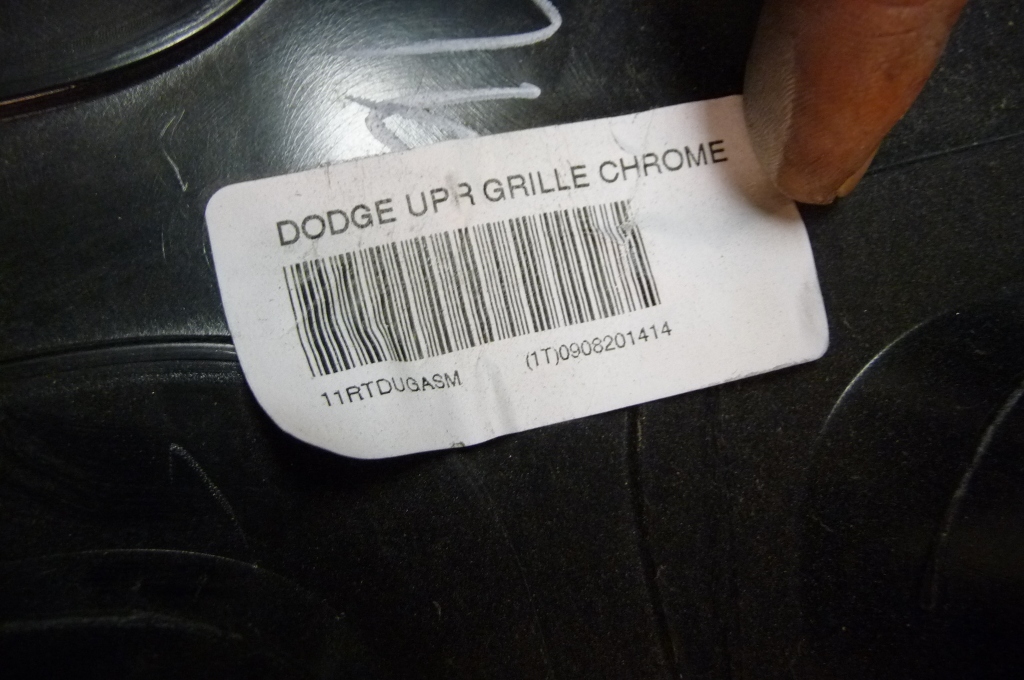 DODGE UPR GRILLE CHROME
11RTDUGASM (1T)0908201414